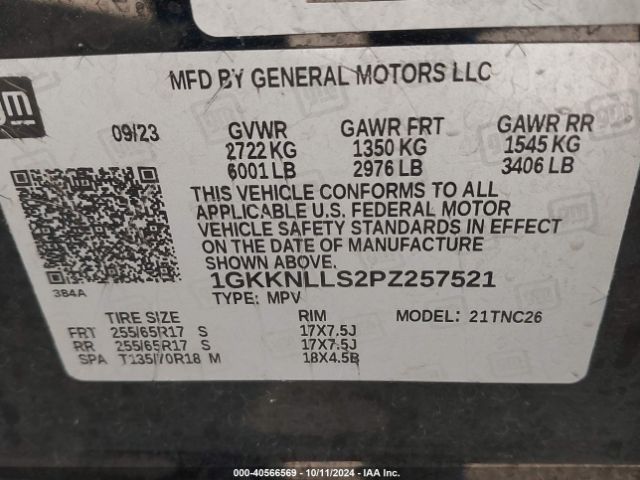 gm
MFD BY GENERAL MOTORS LLC
09/23 GVWR GAWR FRT GAWR RR
2722 KG 1350 KG 1545 KG
6001 LB 2976 LB 3406 LB
THIS VEHICLE CONFORMS TO ALL
APPLICABLE U.S. FEDERAL MOTOR
VEHICLE SAFETY STANDARDS IN EFFECT
ON THE DATE OF MANUFACTURE
SHOWN ABOVE.
384A
1GKKNLLS2PZ257521
TYPE: MPV
TIRE SIZE RIM MODEL: 21TNC26
FRT 255/65R17 S 17X7.5J
RR 255/65R17 S 17X7.5J
SPA T135/70R18 M 18X4.5B
000-40566569 - 10/11/2024 - IAA Inc.